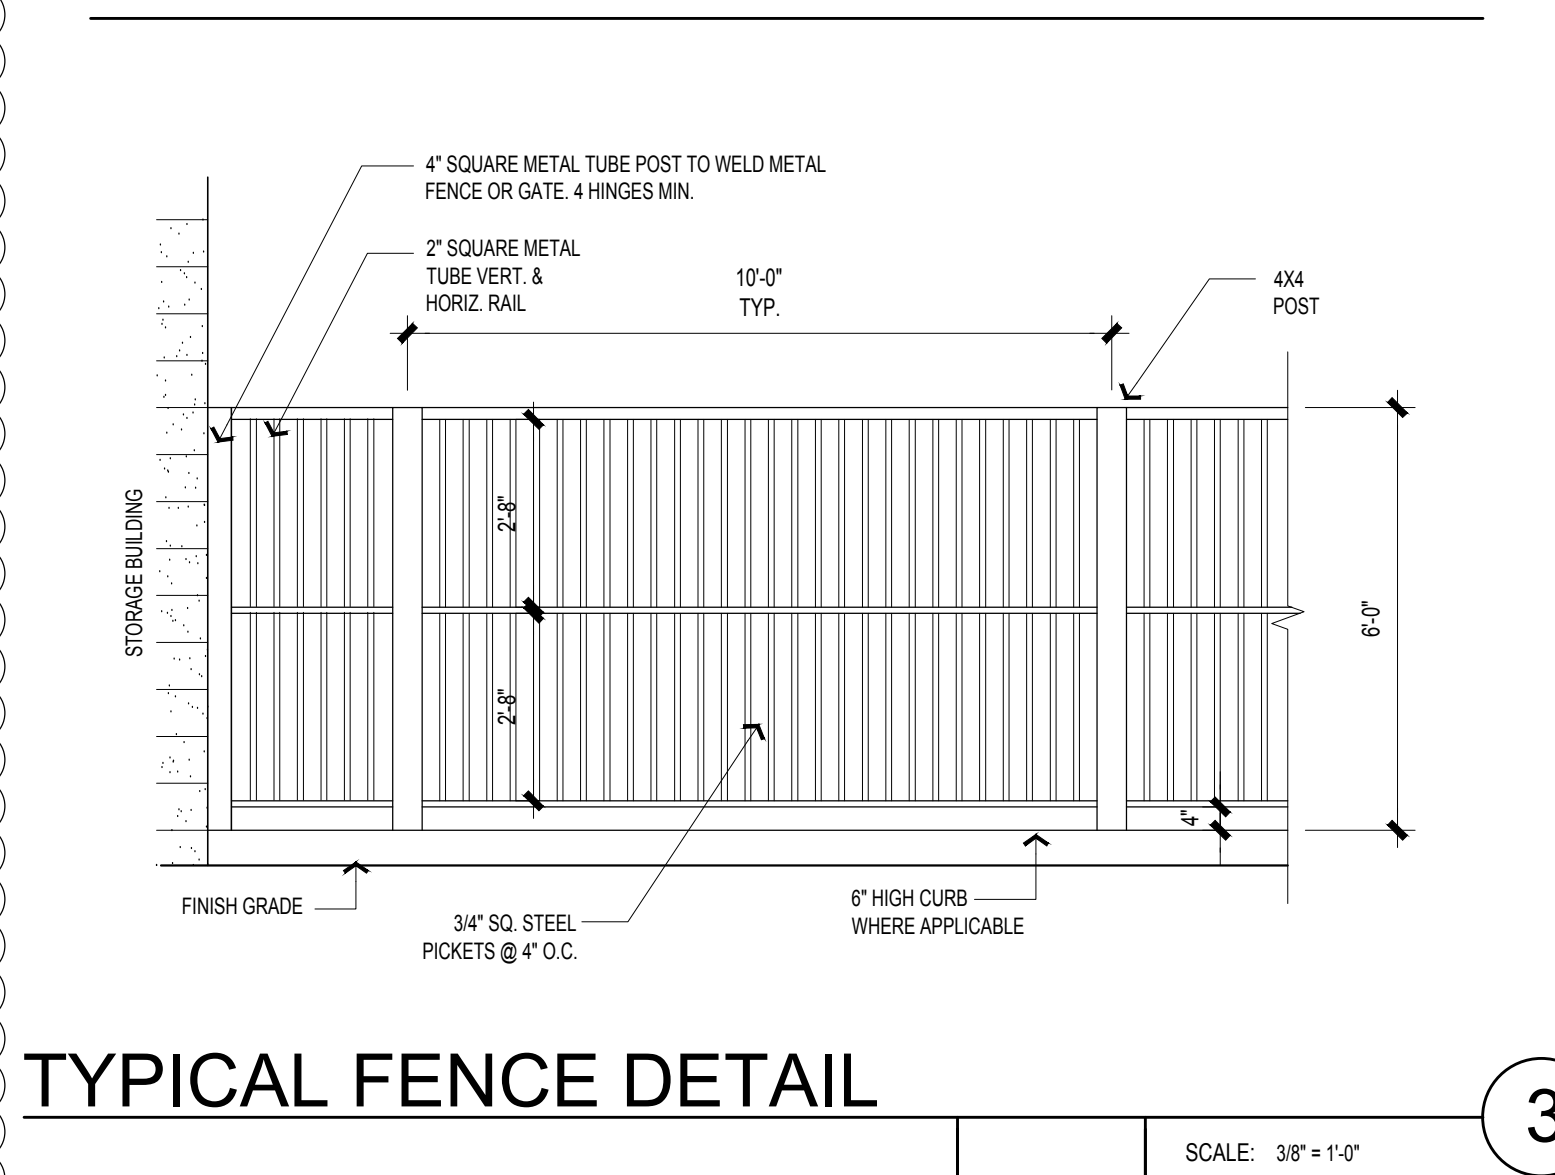 4" SQUARE METAL TUBE POST TO WELD METAL
FENCE OR GATE. 4 HINGES MIN.
2" SQUARE METAL
TUBE VERT. &
HORIZ. RAIL
10'-0"
TYP.
4X4
POST
STORAGE BUILDING
2'-8"
2'-8"
6'-0"
4"
FINISH GRADE
3/4" SQ. STEEL
PICKETS @ 4" O.C.
6" HIGH CURB
WHERE APPLICABLE
TYPICAL FENCE DETAIL
3
SCALE: 3/8" = 1'-0"